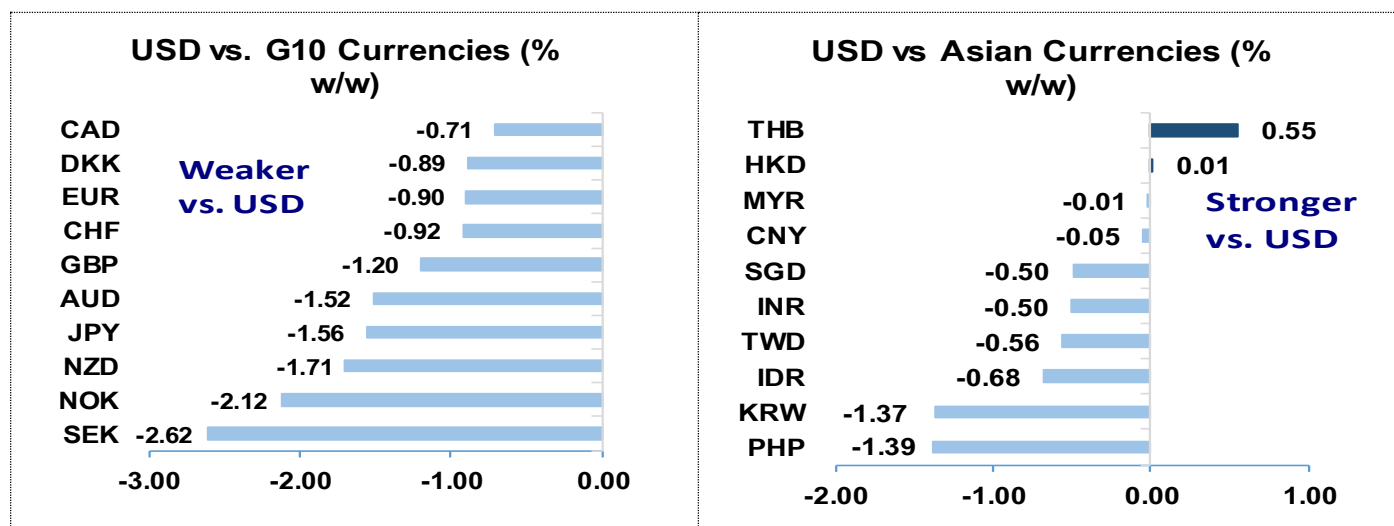 USD vs. G10 Currencies (%
w/w)
CAD -0.71
DKK -0.89
EUR -0.90
CHF -0.92
GBP -1.20
AUD -1.52
JPY -1.56
NZD -1.71
NOK -2.12
SEK -2.62
Weaker
vs. USD
-3.00 -2.00 -1.00 0.00
USD vs Asian Currencies (%
w/w)
THB 0.55
HKD 0.01
MYR -0.01
CNY -0.05
SGD -0.50
INR -0.50
TWD -0.56
IDR -0.68
KRW -1.37
PHP -1.39
Stronger
vs. USD
-2.00 -1.00 0.00 1.00